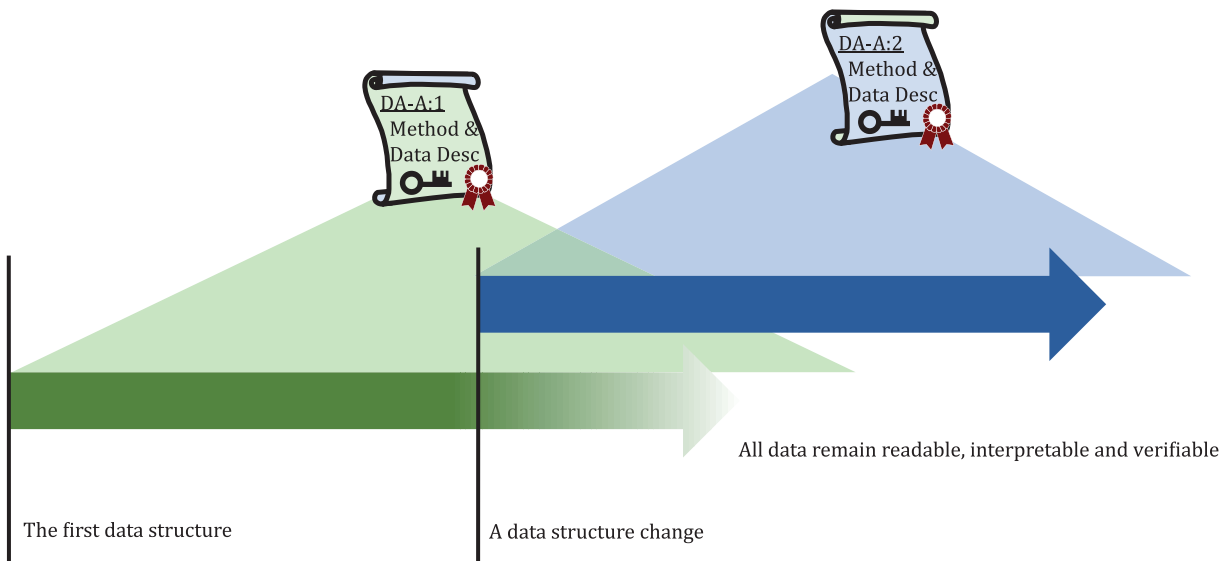 DA-A:2
Method &
Data Desc
DA-A:1
Method &
Data Desc
All data remain readable, interpretable and verifiable
The first data structure
A data structure change